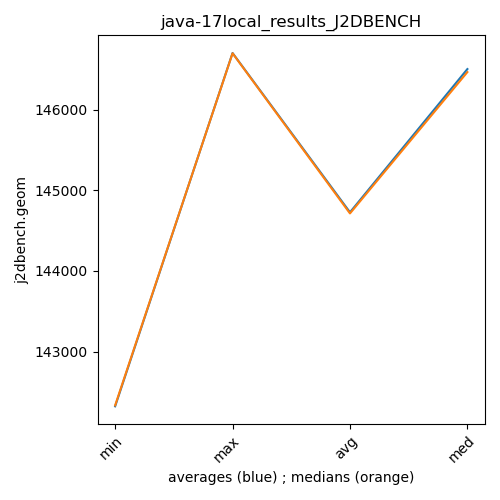 java-17local_results_J2DBENCH
j2dbench.geom
146000
145000
144000
143000
min
max
avg
med
averages (blue) ; medians (orange)